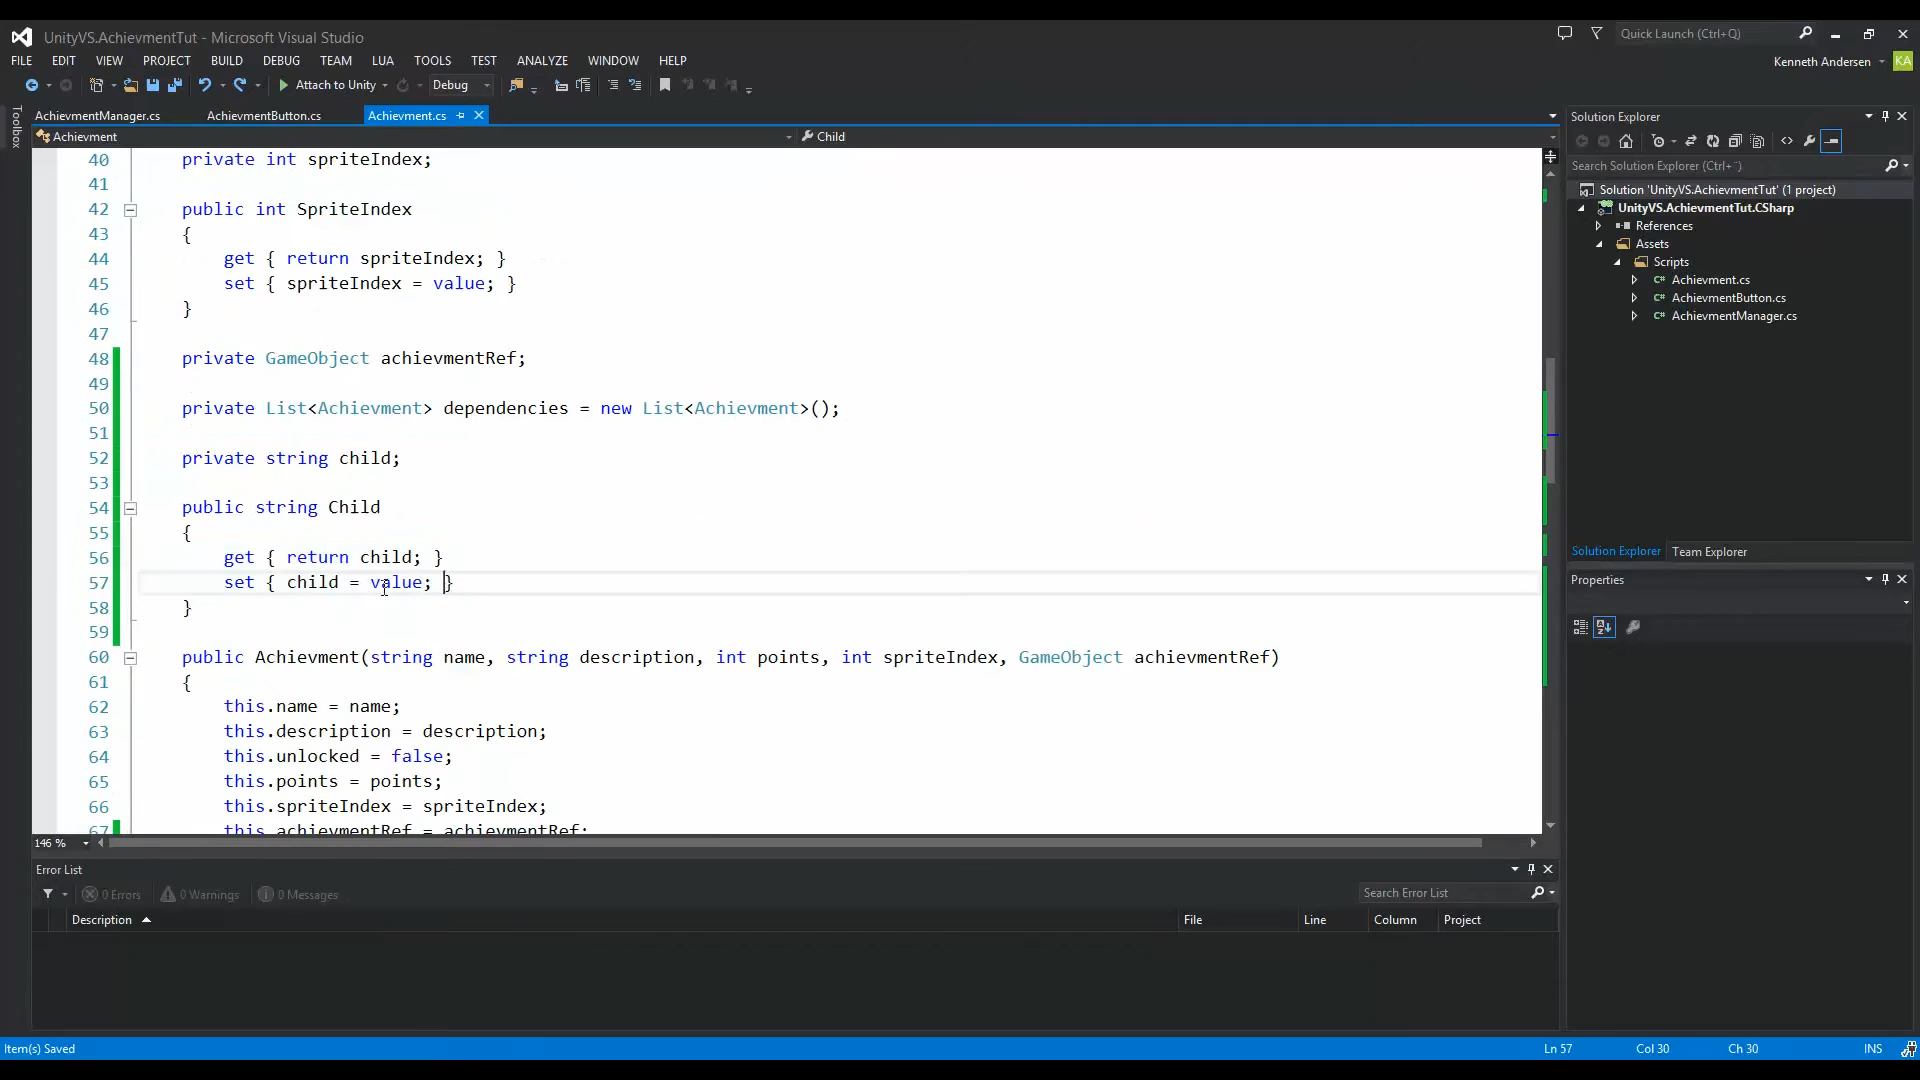 UnityVS.AchievmentTut - Microsoft Visual Studio
Quick Launch (Ctrl+Q)
FILE EDIT VIEW PROJECT BUILD DEBUG TEAM LUA TOOLS TEST ANALYZE WINDOW HELP
Kenneth Andersen KA
Attach to Unity Debug
Toolbox
AchievmentManager.cs AchievmentButton.cs Achievment.cs
Achievment Child
40 private int spriteIndex;
41
42 public int SpriteIndex
43 {
44 get { return spriteIndex; }
45 set { spriteIndex = value; }
46 }
47
48 private GameObject achievmentRef;
49
50 private List<Achievment> dependencies = new List<Achievment>();
51
52 private string child;
53
54 public string Child
55 {
56 get { return child; }
57 set { child = value; }
58 }
59
60 public Achievment(string name, string description, int points, int spriteIndex, GameObject achievmentRef)
61 {
62 this.name = name;
63 this.description = description;
64 this.unlocked = false;
65 this.points = points;
66 this.spriteIndex = spriteIndex;
67 this.achievmentRef = achievmentRef;
146 %
Solution Explorer
Search Solution Explorer (Ctrl+¨)
Solution 'UnityVS.AchievmentTut' (1 project)
UnityVS.AchievmentTut.CSharp
References
Assets
Scripts
C# Achievment.cs
C# AchievmentButton.cs
C# AchievmentManager.cs
Solution Explorer Team Explorer
Properties
Error List
0 Errors 0 Warnings 0 Messages
Search Error List
Description File Line Column Project
Item(s) Saved
Ln 57 Col 30 Ch 30 INS